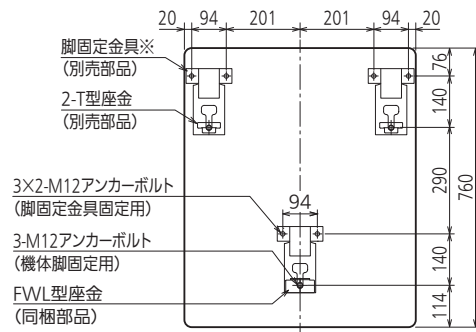 20 94 201 201 94 20
脚固定金具※
(別売部品)
2-T型座金
(別売部品)
76
140
290
760
3×2-M12アンカーボルト
(脚固定金具固定用)
94
3-M12アンカーボルト
(機体脚固定用)
140
FWL型座金
(同梱部品)
114